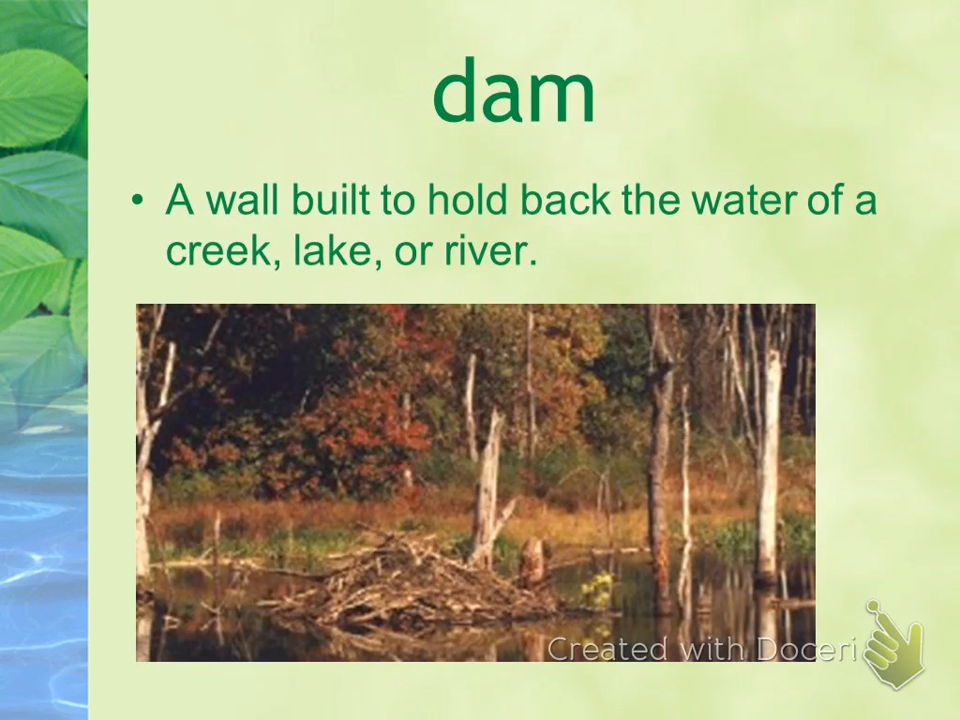 dam
• A wall built to hold back the water of a
creek, lake, or river.
Created with Doceri